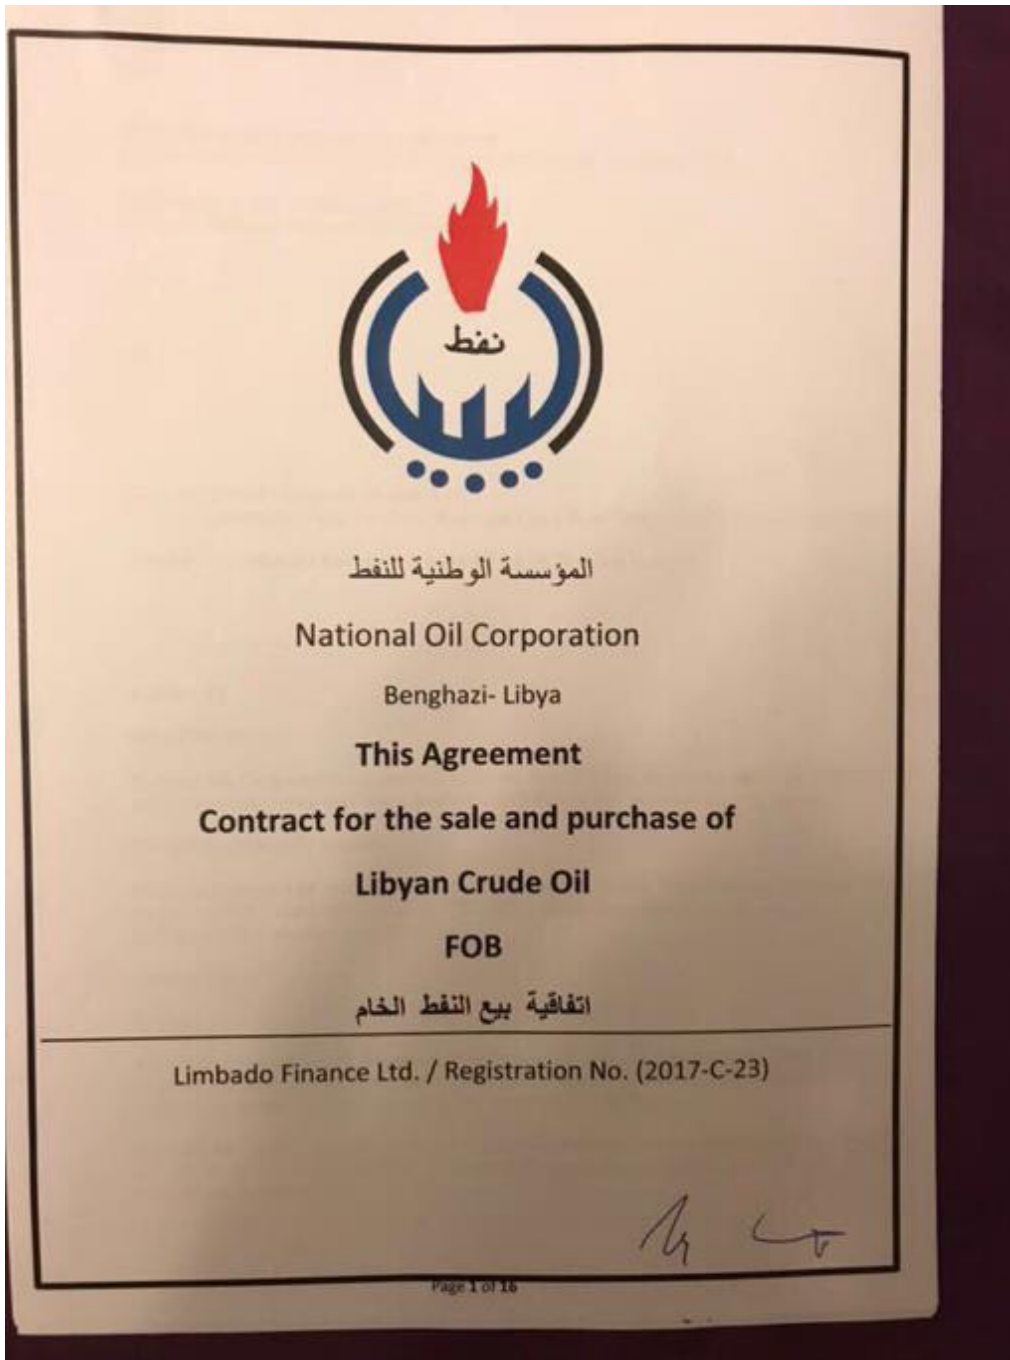 نفط
ليبيا
المؤسسة الوطنية للنفط
National Oil Corporation
Benghazi- Libya
This Agreement
Contract for the sale and purchase of
Libyan Crude Oil
FOB
اتفاقية بيع النفط الخام
Limbado Finance Ltd. / Registration No. (2017-C-23)
Page 1 of 16